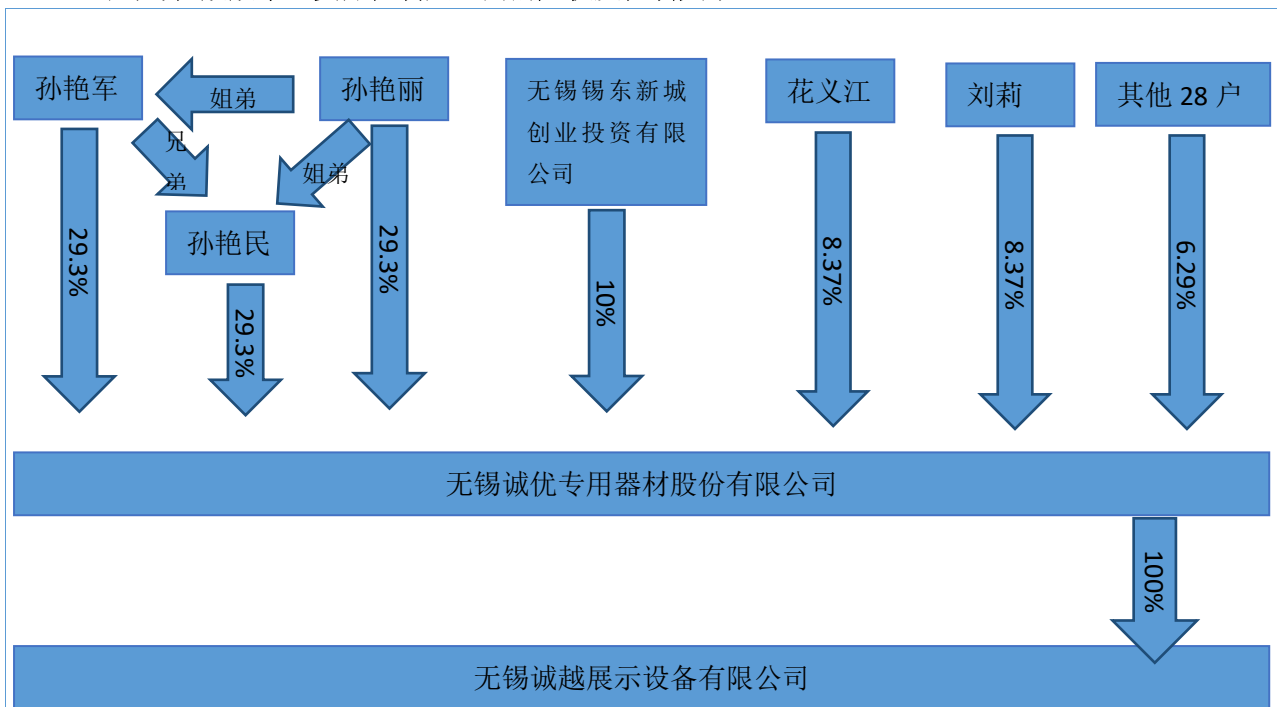 孙艳军
姐弟
孙艳丽
无锡锡东新城
创业投资有限
公司
花义江
刘莉
其他 28 户
兄
弟
姐弟
孙艳民
29.3%
29.3%
29.3%
10%
8.37%
8.37%
6.29%
无锡诚优专用器材股份有限公司
100%
无锡诚越展示设备有限公司